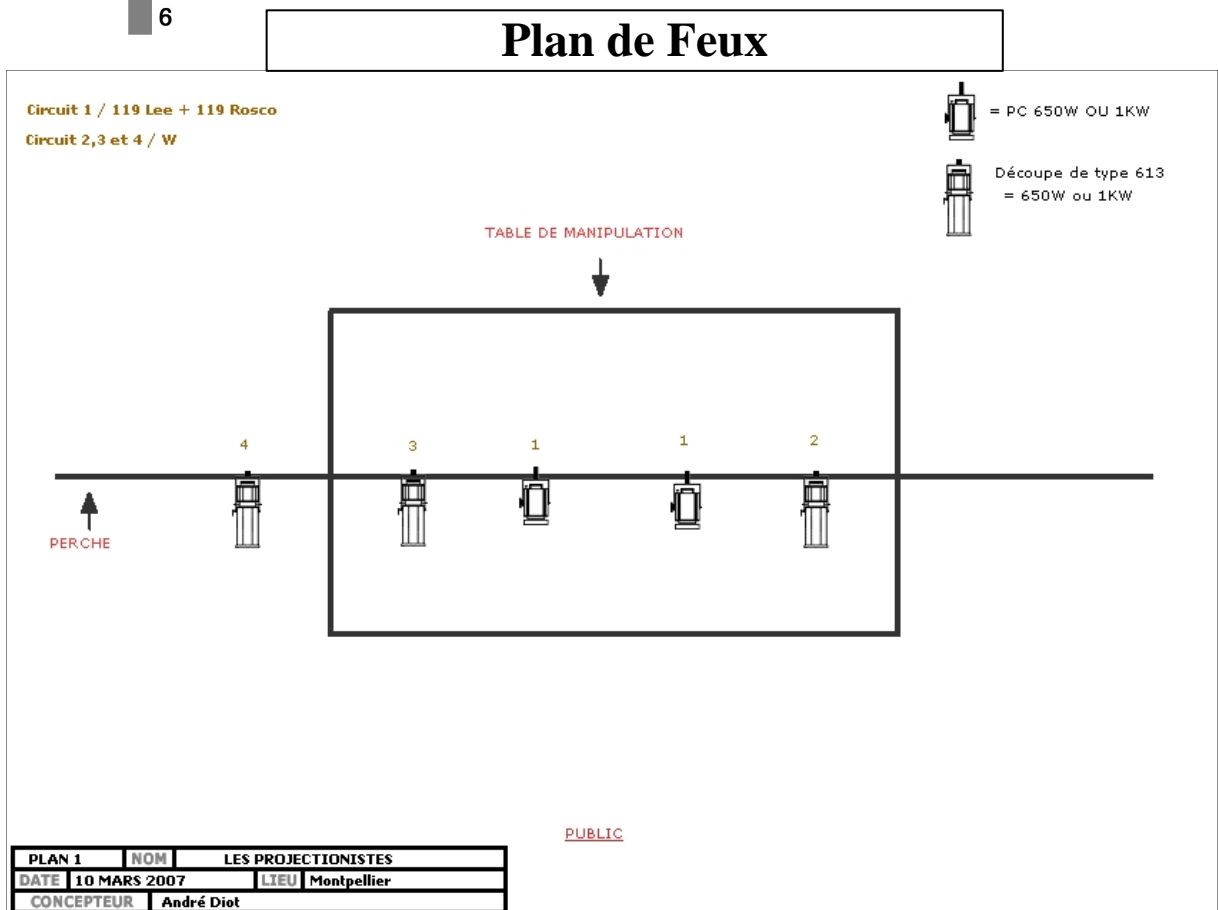 6
Plan de Feux
Circuit 1 / 119 Lee + 119 Rosco
Circuit 2,3 et 4 / W
= PC 650W OU 1KW
Découpe de type 613
= 650W ou 1KW
TABLE DE MANIPULATION
4 3 1 1 2
PERCHE
PUBLIC
PLAN 1 NOM LES PROJECTIONISTES
DATE 10 MARS 2007 LIEU Montpellier
CONCEPTEUR André Diot